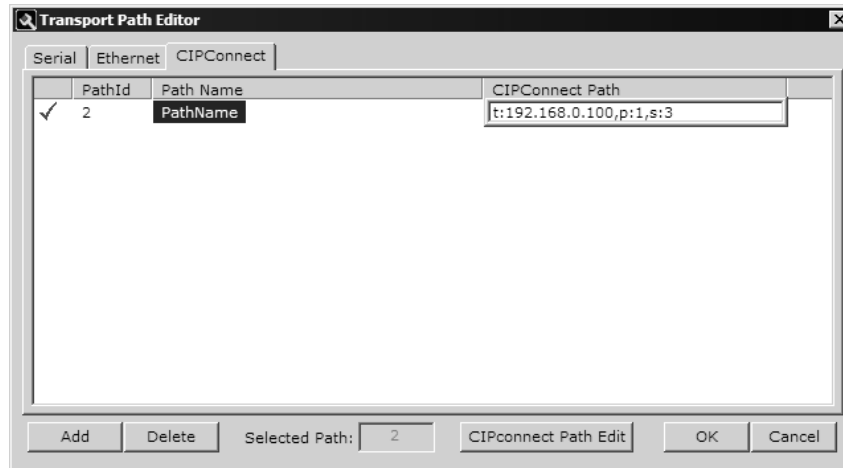 Transport Path Editor
Serial Ethernet CIPConnect
PathId Path Name CIPConnect Path
2 PathName t:192.168.0.100,p:1,s:3
Add Delete Selected Path: 2 CIPconnect Path Edit OK Cancel